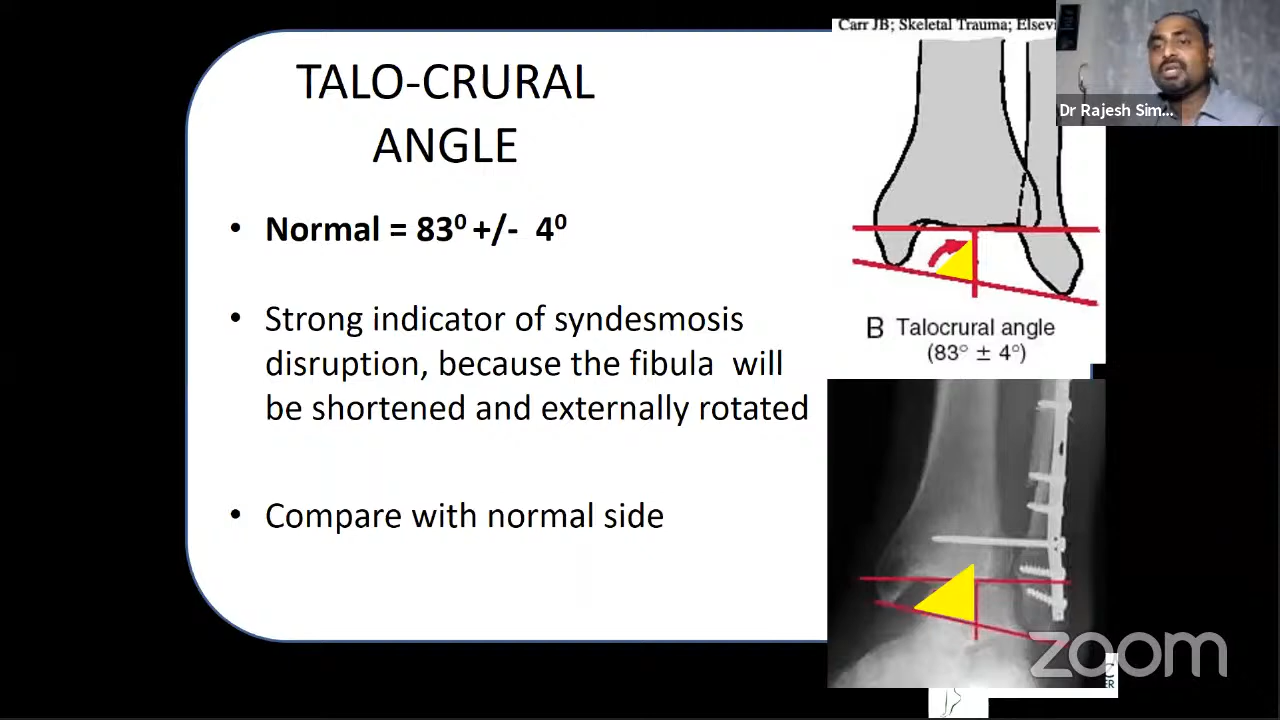 Carr JB; Skeletal Trauma; Elsevi
Dr Rajesh Sim...
TALO-CRURAL
ANGLE
• Normal = 83⁰ +/- 4⁰
• Strong indicator of syndesmosis
disruption, because the fibula will
be shortened and externally rotated
• Compare with normal side
B Talocrural angle
(83° ± 4°)
zoom